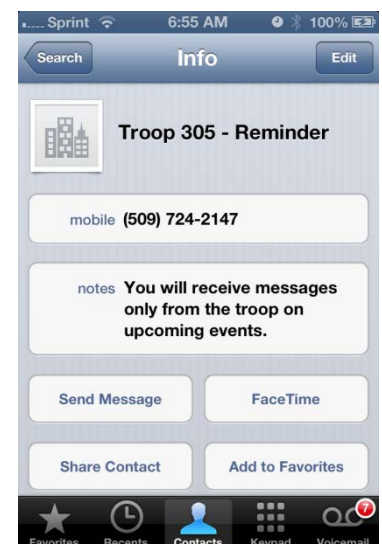 Sprint 6:55 AM 100%
Search Info Edit
Troop 305 - Reminder
mobile (509) 724-2147
notes You will receive messages
only from the troop on
upcoming events.
Send Message FaceTime
Share Contact Add to Favorites
7
Favorites Recents Contacts Keypad Voicemail